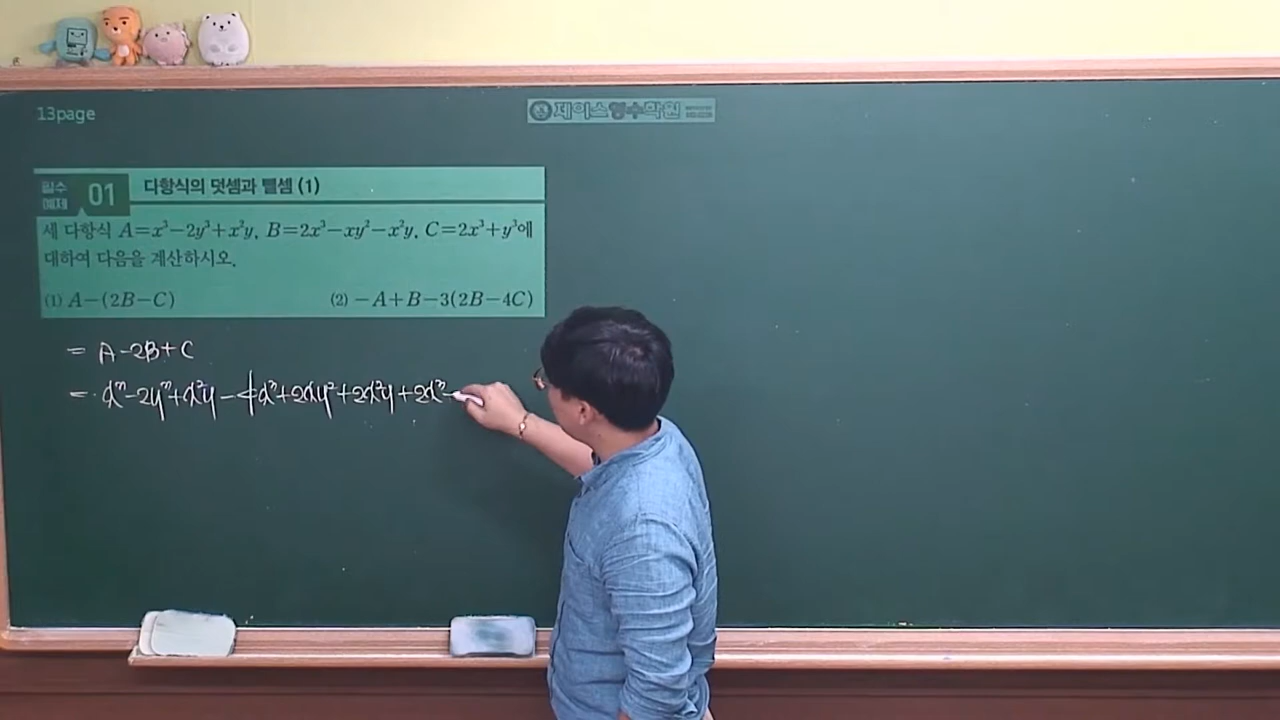 13page
제이스영수학원
필수 예제 01 다항식의 덧셈과 뺄셈 (1)
세 다항식 A=x³−2y³+x²y, B=2x³−xy²−x²y, C=2x³+y³에
대하여 다음을 계산하시오.
(1) A−(2B−C) (2) −A+B−3(2B−4C)
= A-2B+C
= x³-2y³+x²y-4x³+2xy²+2x²y+2x³